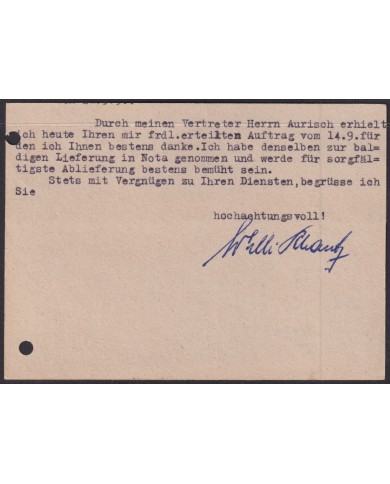 Durch meinen Vertreter Herrn Aurisch erhielt
ich heute Ihren mir frdl.erteilten Auftrag vom 14.9.für
den ich Ihnen bestens danke.Ich habe denselben zur bal=
digen Lieferung in Nota genommen und werde für sorgfäl=
tigste Ablieferung bestens bemüht sein.
Stets mit Vergnügen zu Ihren Diensten,begrüsse ich
Sie
hochachtungsvoll!
Willi